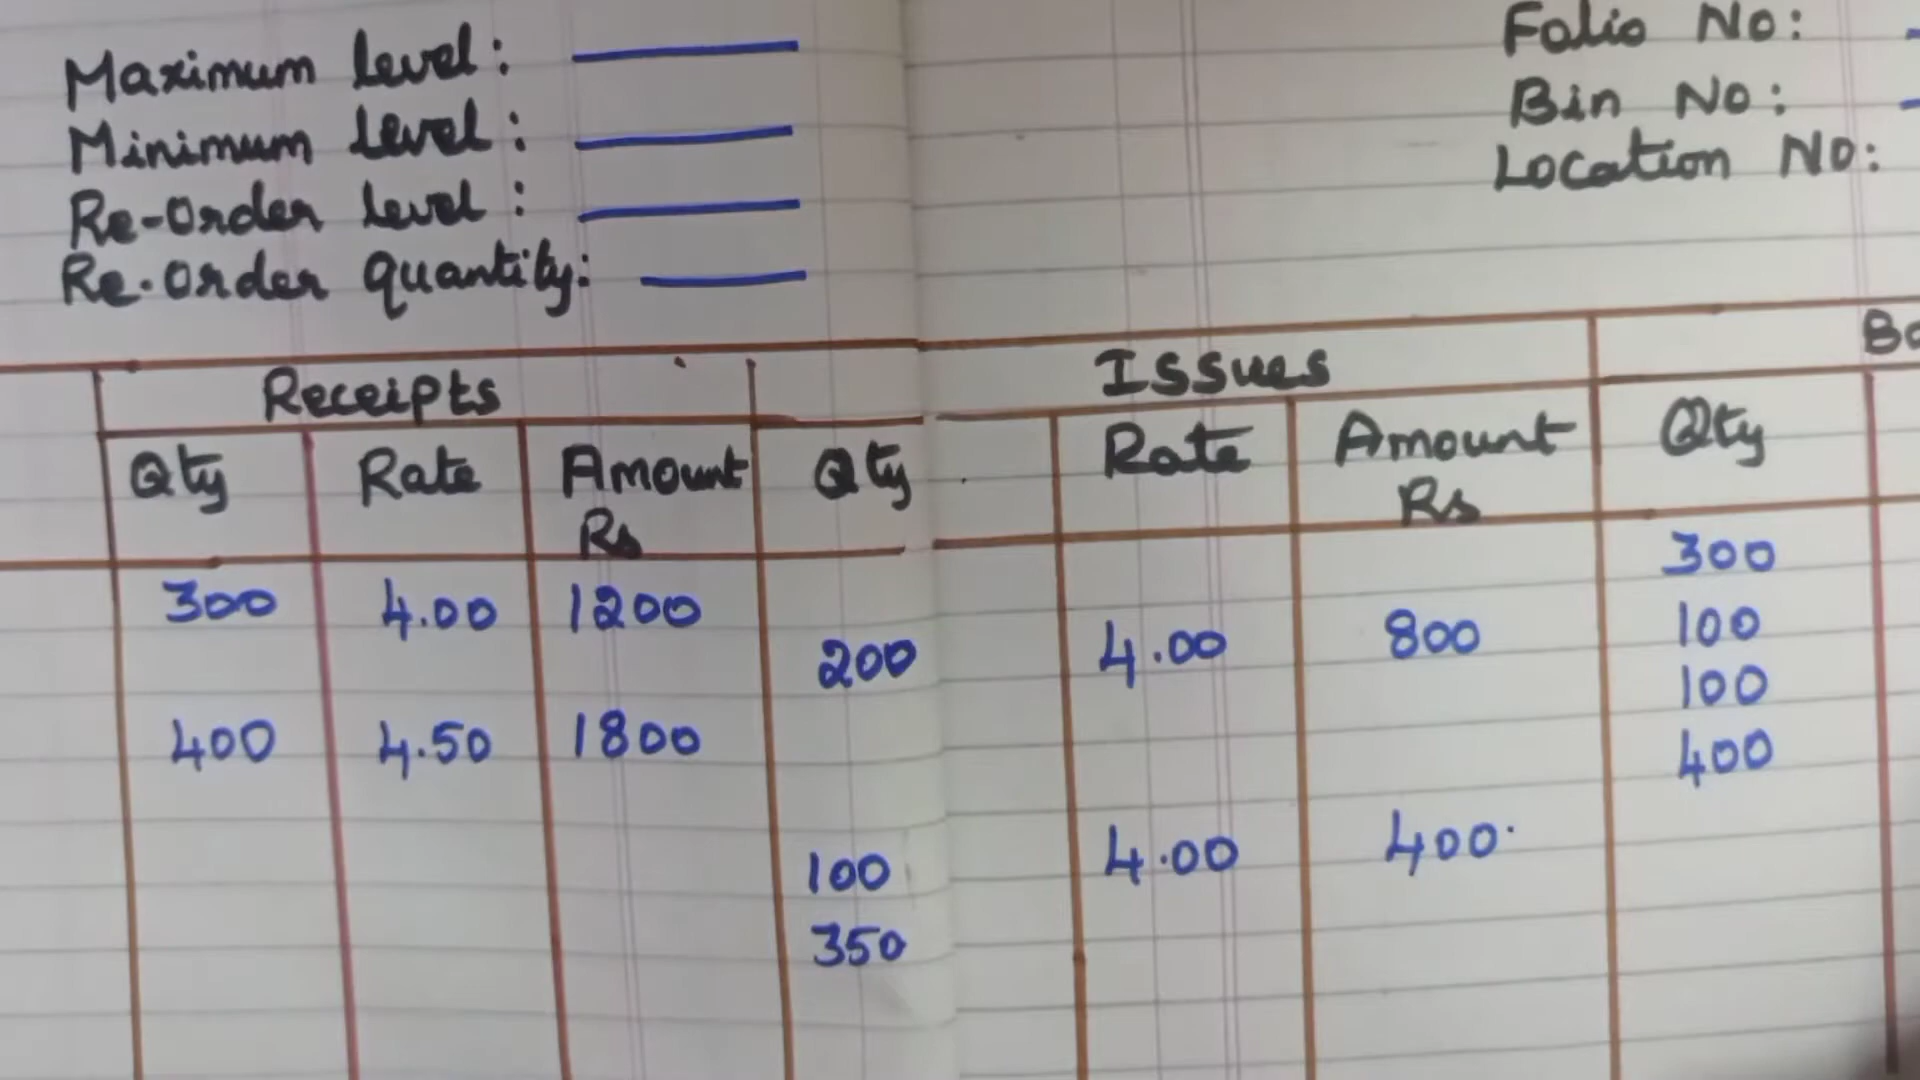 Maximum level:
Minimum level:
Re-Order level:
Re-Order quantity:
Folio No:
Bin No:
Location No:
Receipts Issues
Qty Rate Amount Rs Qty Rate Amount Rs Qty
300 4.00 1200 300
200 4.00 800 100
100
400 4.50 1800 400
100 4.00 400
350